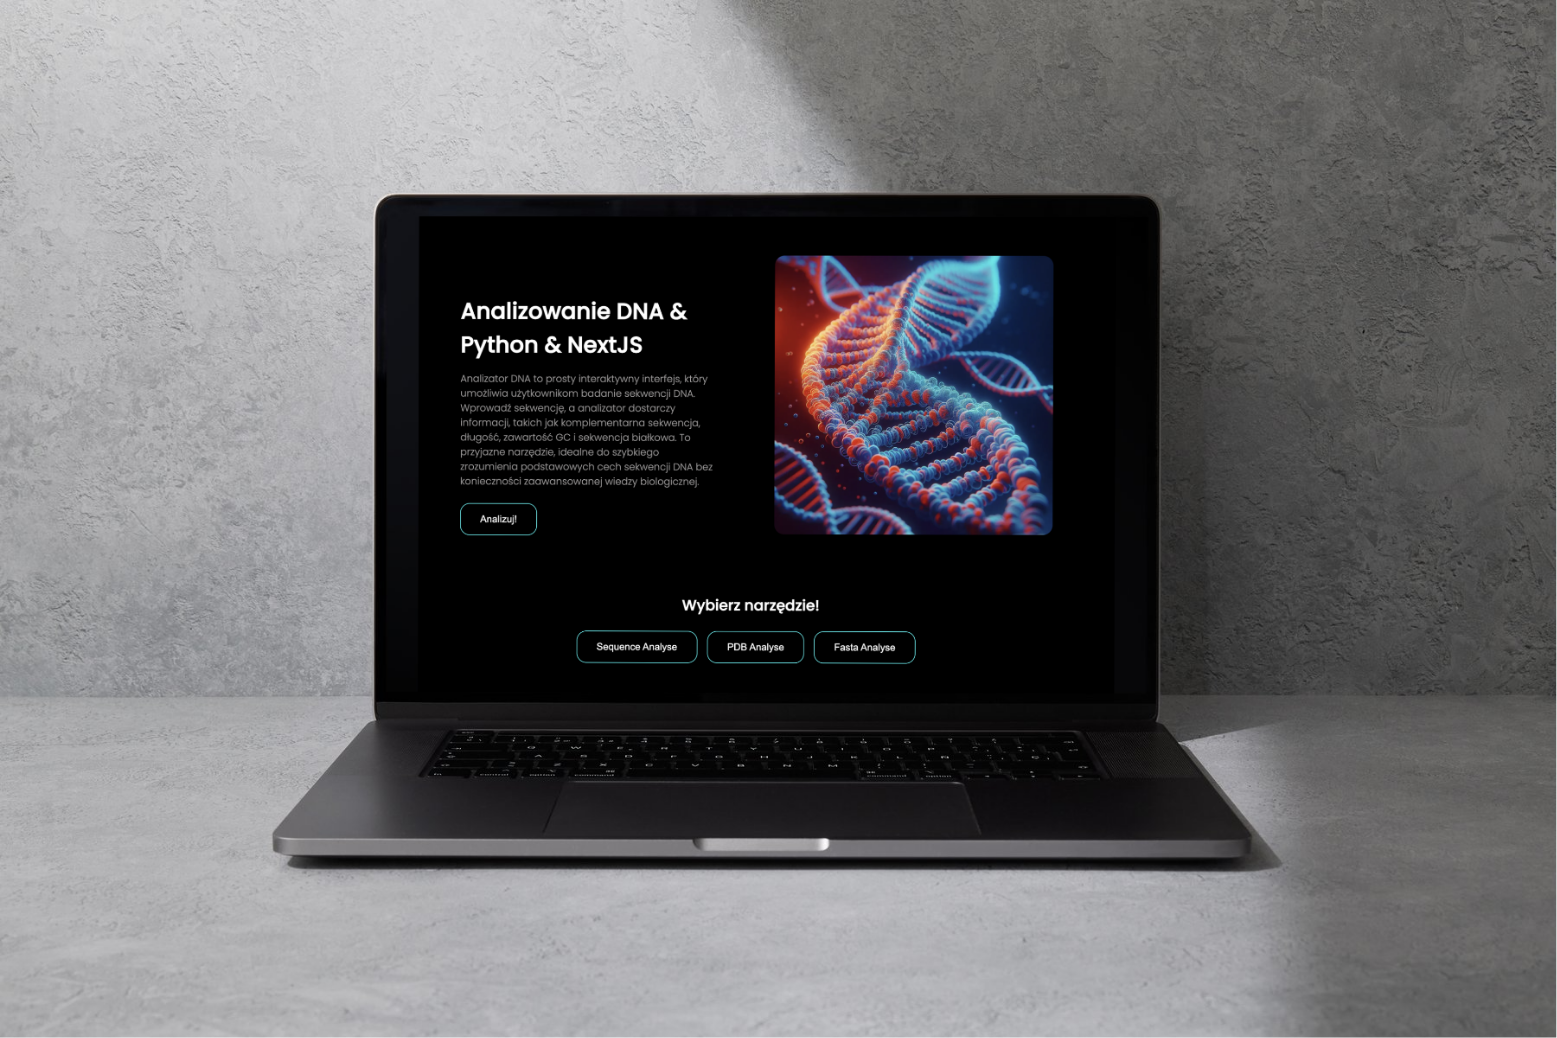 Analizowanie DNA &
Python & NextJS
Analizator DNA to prosty interaktywny interfejs, który
umożliwia użytkownikom badanie sekwencji DNA.
Wprowadź sekwencję, a analizator dostarczy
informacji, takich jak komplementarna sekwencja,
długość, zawartość GC i sekwencja białkowa. To
przyjazne narzędzie, idealne do szybkiego
zrozumienia podstawowych cech sekwencji DNA bez
konieczności zaawansowanej wiedzy biologicznej.
Analizuj!
Wybierz narzędzie!
Sequence Analyse PDB Analyse Fasta Analyse